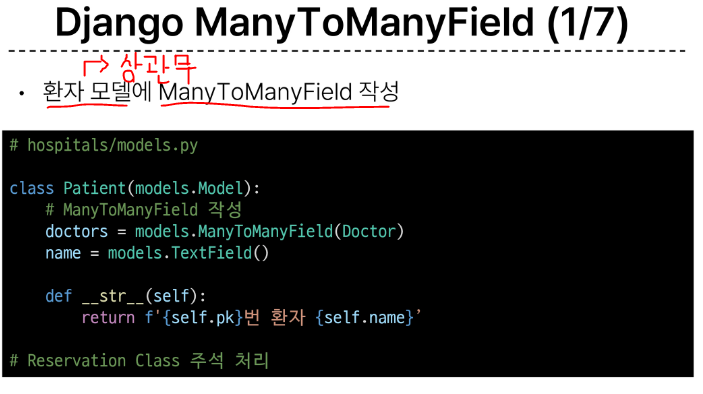 Django ManyToManyField (1/7)
상관무
• 환자 모델에 ManyToManyField 작성
# hospitals/models.py
class Patient(models.Model):
# ManyToManyField 작성
doctors = models.ManyToManyField(Doctor)
name = models.TextField()
def __str__(self):
return f'{self.pk}번 환자 {self.name}’
# Reservation Class 주석 처리